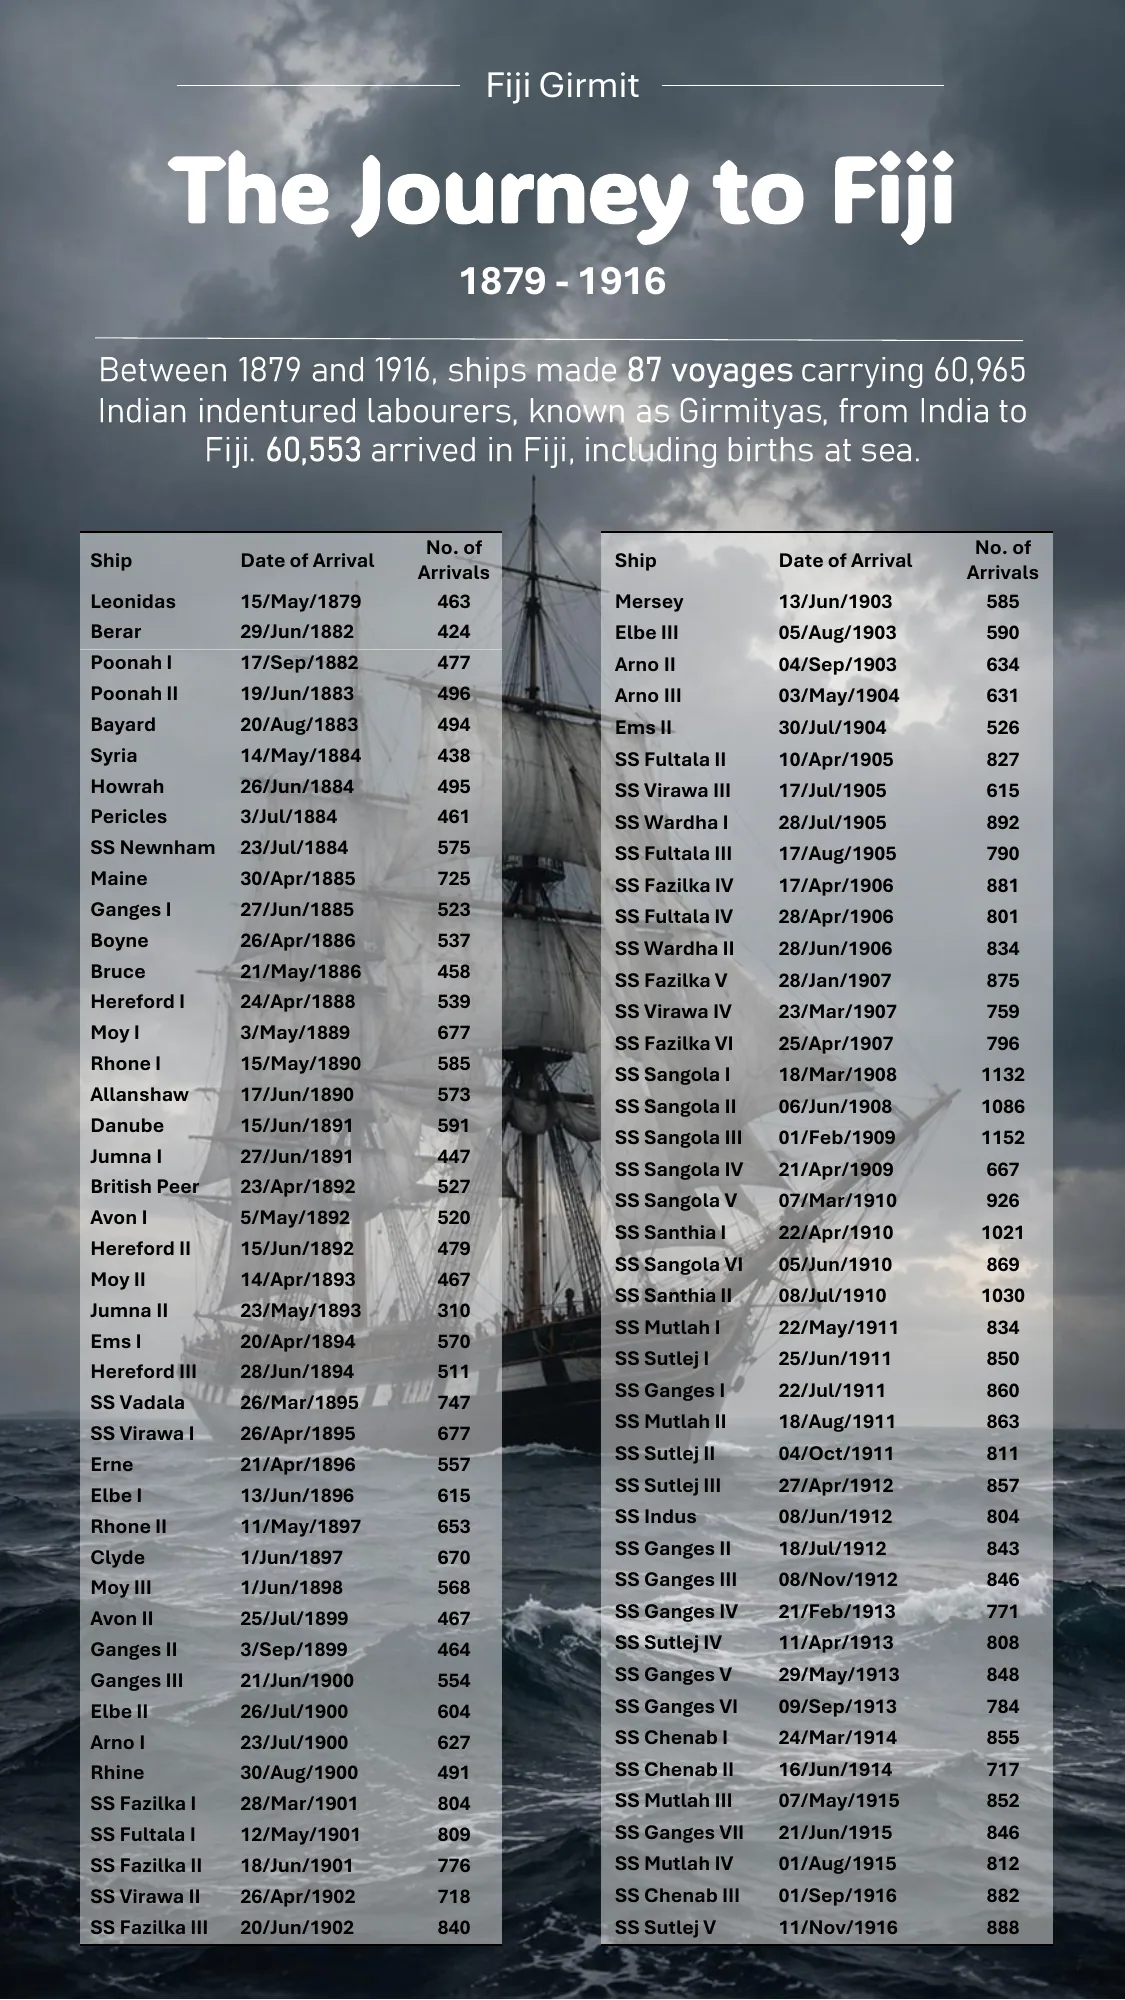 Fiji Girmit
The Journey to Fiji
1879 - 1916
Between 1879 and 1916, ships made 87 voyages carrying 60,965
Indian indentured labourers, known as Girmityas, from India to
Fiji. 60,553 arrived in Fiji, including births at sea.
Ship Date of Arrival No. of Arrivals
Leonidas 15/May/1879 463
Berar 29/Jun/1882 424
Poonah I 17/Sep/1882 477
Poonah II 19/Jun/1883 496
Bayard 20/Aug/1883 494
Syria 14/May/1884 438
Howrah 26/Jun/1884 495
Pericles 3/Jul/1884 461
SS Newnham 23/Jul/1884 575
Maine 30/Apr/1885 725
Ganges I 27/Jun/1885 523
Boyne 26/Apr/1886 537
Bruce 21/May/1886 458
Hereford I 24/Apr/1888 539
Moy I 3/May/1889 677
Rhone I 15/May/1890 585
Allanshaw 17/Jun/1890 573
Danube 15/Jun/1891 591
Jumna I 27/Jun/1891 447
British Peer 23/Apr/1892 527
Avon I 5/May/1892 520
Hereford II 15/Jun/1892 479
Moy II 14/Apr/1893 467
Jumna II 23/May/1893 310
Ems I 20/Apr/1894 570
Hereford III 28/Jun/1894 511
SS Vadala 26/Mar/1895 747
SS Virawa I 26/Apr/1895 677
Erne 21/Apr/1896 557
Elbe I 13/Jun/1896 615
Rhone II 11/May/1897 653
Clyde 1/Jun/1897 670
Moy III 1/Jun/1898 568
Avon II 25/Jul/1899 467
Ganges II 3/Sep/1899 464
Ganges III 21/Jun/1900 554
Elbe II 26/Jul/1900 604
Arno I 23/Jul/1900 627
Rhine 30/Aug/1900 491
SS Fazilka I 28/Mar/1901 804
SS Fultala I 12/May/1901 809
SS Fazilka II 18/Jun/1901 776
SS Virawa II 26/Apr/1902 718
SS Fazilka III 20/Jun/1902 840
Ship Date of Arrival No. of Arrivals
Mersey 13/Jun/1903 585
Elbe III 05/Aug/1903 590
Arno II 04/Sep/1903 634
Arno III 03/May/1904 631
Ems II 30/Jul/1904 526
SS Fultala II 10/Apr/1905 827
SS Virawa III 17/Jul/1905 615
SS Wardha I 28/Jul/1905 892
SS Fultala III 17/Aug/1905 790
SS Fazilka IV 17/Apr/1906 881
SS Fultala IV 28/Apr/1906 801
SS Wardha II 28/Jun/1906 834
SS Fazilka V 28/Jan/1907 875
SS Virawa IV 23/Mar/1907 759
SS Fazilka VI 25/Apr/1907 796
SS Sangola I 18/Mar/1908 1132
SS Sangola II 06/Jun/1908 1086
SS Sangola III 01/Feb/1909 1152
SS Sangola IV 21/Apr/1909 667
SS Sangola V 07/Mar/1910 926
SS Santhia I 22/Apr/1910 1021
SS Sangola VI 05/Jun/1910 869
SS Santhia II 08/Jul/1910 1030
SS Mutlah I 22/May/1911 834
SS Sutlej I 25/Jun/1911 850
SS Ganges I 22/Jul/1911 860
SS Mutlah II 18/Aug/1911 863
SS Sutlej II 04/Oct/1911 811
SS Sutlej III 27/Apr/1912 857
SS Indus 08/Jun/1912 804
SS Ganges II 18/Jul/1912 843
SS Ganges III 08/Nov/1912 846
SS Ganges IV 21/Feb/1913 771
SS Sutlej IV 11/Apr/1913 808
SS Ganges V 29/May/1913 848
SS Ganges VI 09/Sep/1913 784
SS Chenab I 24/Mar/1914 855
SS Chenab II 16/Jun/1914 717
SS Mutlah III 07/May/1915 852
SS Ganges VII 21/Jun/1915 846
SS Mutlah IV 01/Aug/1915 812
SS Chenab III 01/Sep/1916 882
SS Sutlej V 11/Nov/1916 888